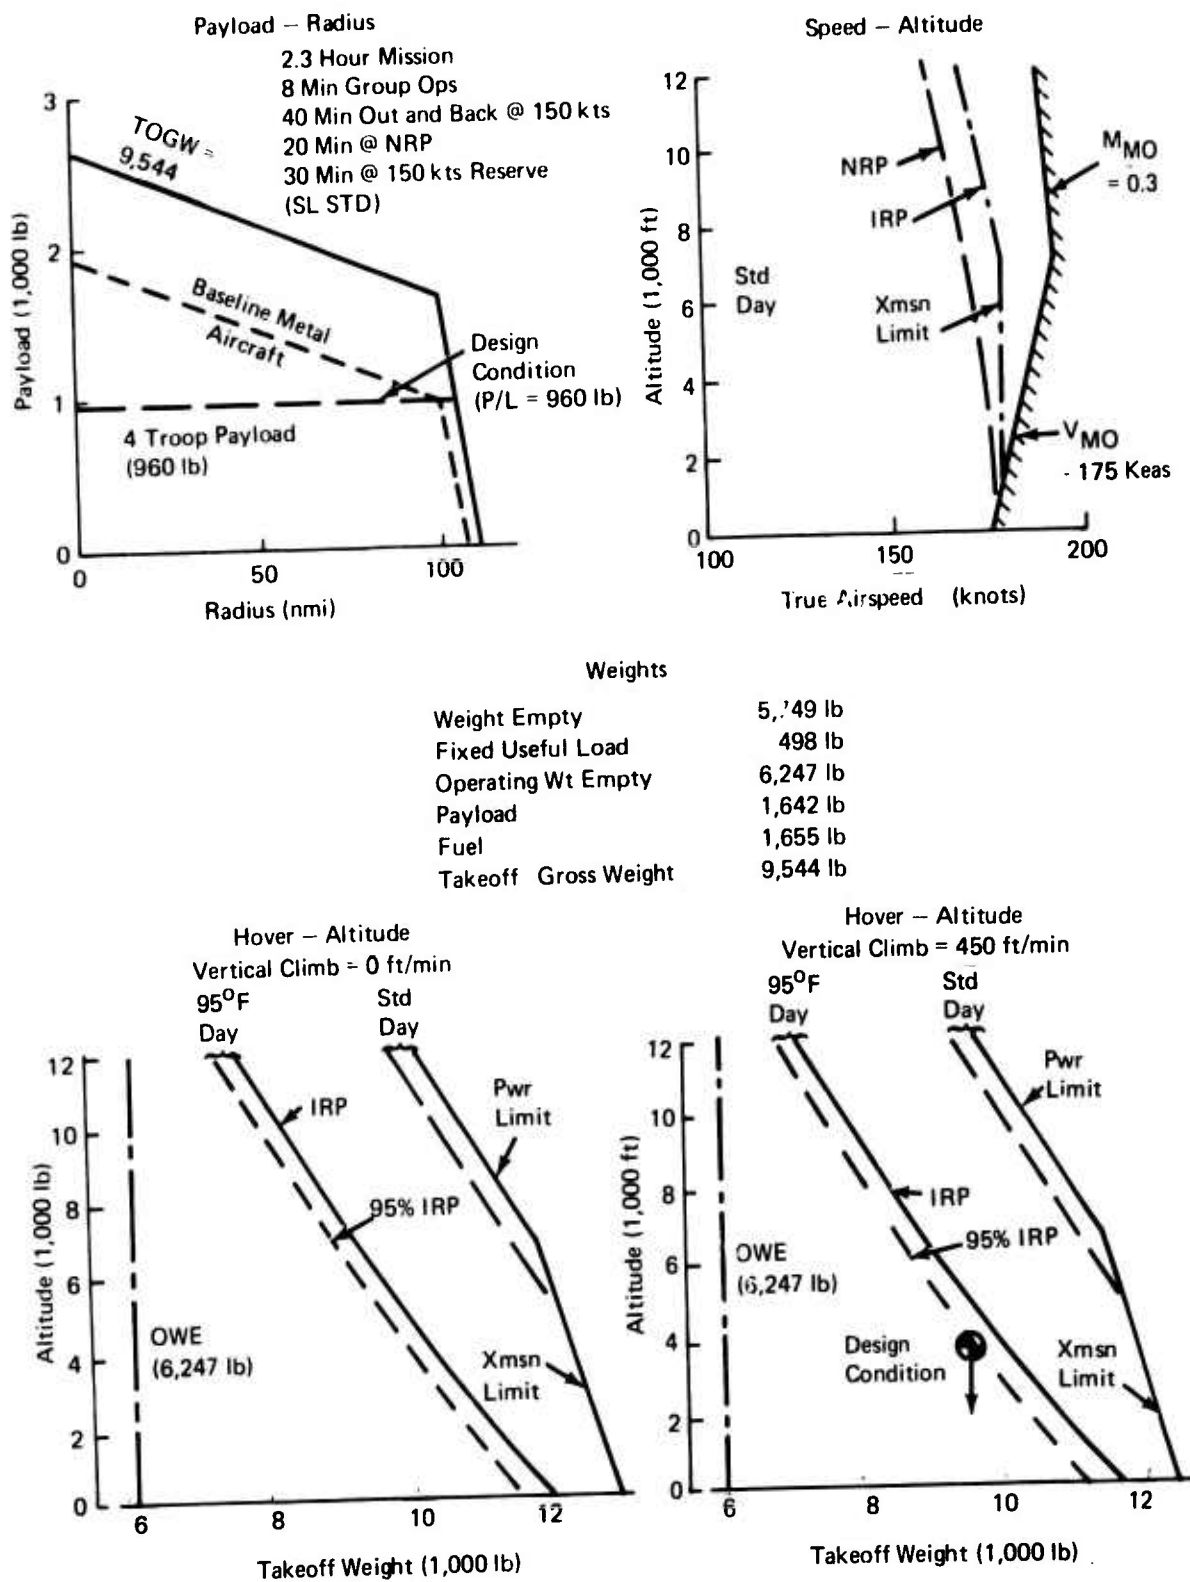 Payload – Radius
2.3 Hour Mission
8 Min Group Ops
40 Min Out and Back @ 150 kts
20 Min @ NRP
30 Min @ 150 kts Reserve
(SL STD)
TOGW =
9,544
Baseline Metal
Aircraft
Design
Condition
(P/L = 960 lb)
4 Troop Payload
(960 lb)
Payload (1,000 lb)
3
2
1
0
0
50
100
Radius (nmi)
Speed – Altitude
Altitude (1,000 ft)
12
10
8
6
4
2
0
NRP
IRP
Std
Day
Xmsn
Limit
MMO
= 0.3
VMO
- 175 Keas
100
150
200
True Airspeed (knots)
Weights
Weight Empty
Fixed Useful Load 498 lb
Operating Wt Empty 6,247 lb
Payload 1,642 lb
Fuel 1,655 lb
Takeoff Gross Weight 9,544 lb
Hover – Altitude
Vertical Climb = 0 ft/min
95°F
Day
Std
Day
Altitude (1,000 lb)
12
10
8
6
4
2
0
IRP
Pwr
Limit
95% IRP
OWE
(6,247 lb)
Xmsn
Limit
6
8
10
12
Takeoff Weight (1,000 lb)
Hover – Altitude
Vertical Climb = 450 ft/min
95°F
Day
Std
Day
Altitude (1,000 ft)
12
10
8
6
4
2
0
Pwr
Limit
IRP
95% IRP
OWE
(6,247 lb)
Design
Condition
Xmsn
Limit
6
8
10
12
Takeoff Weight (1,000 lb)